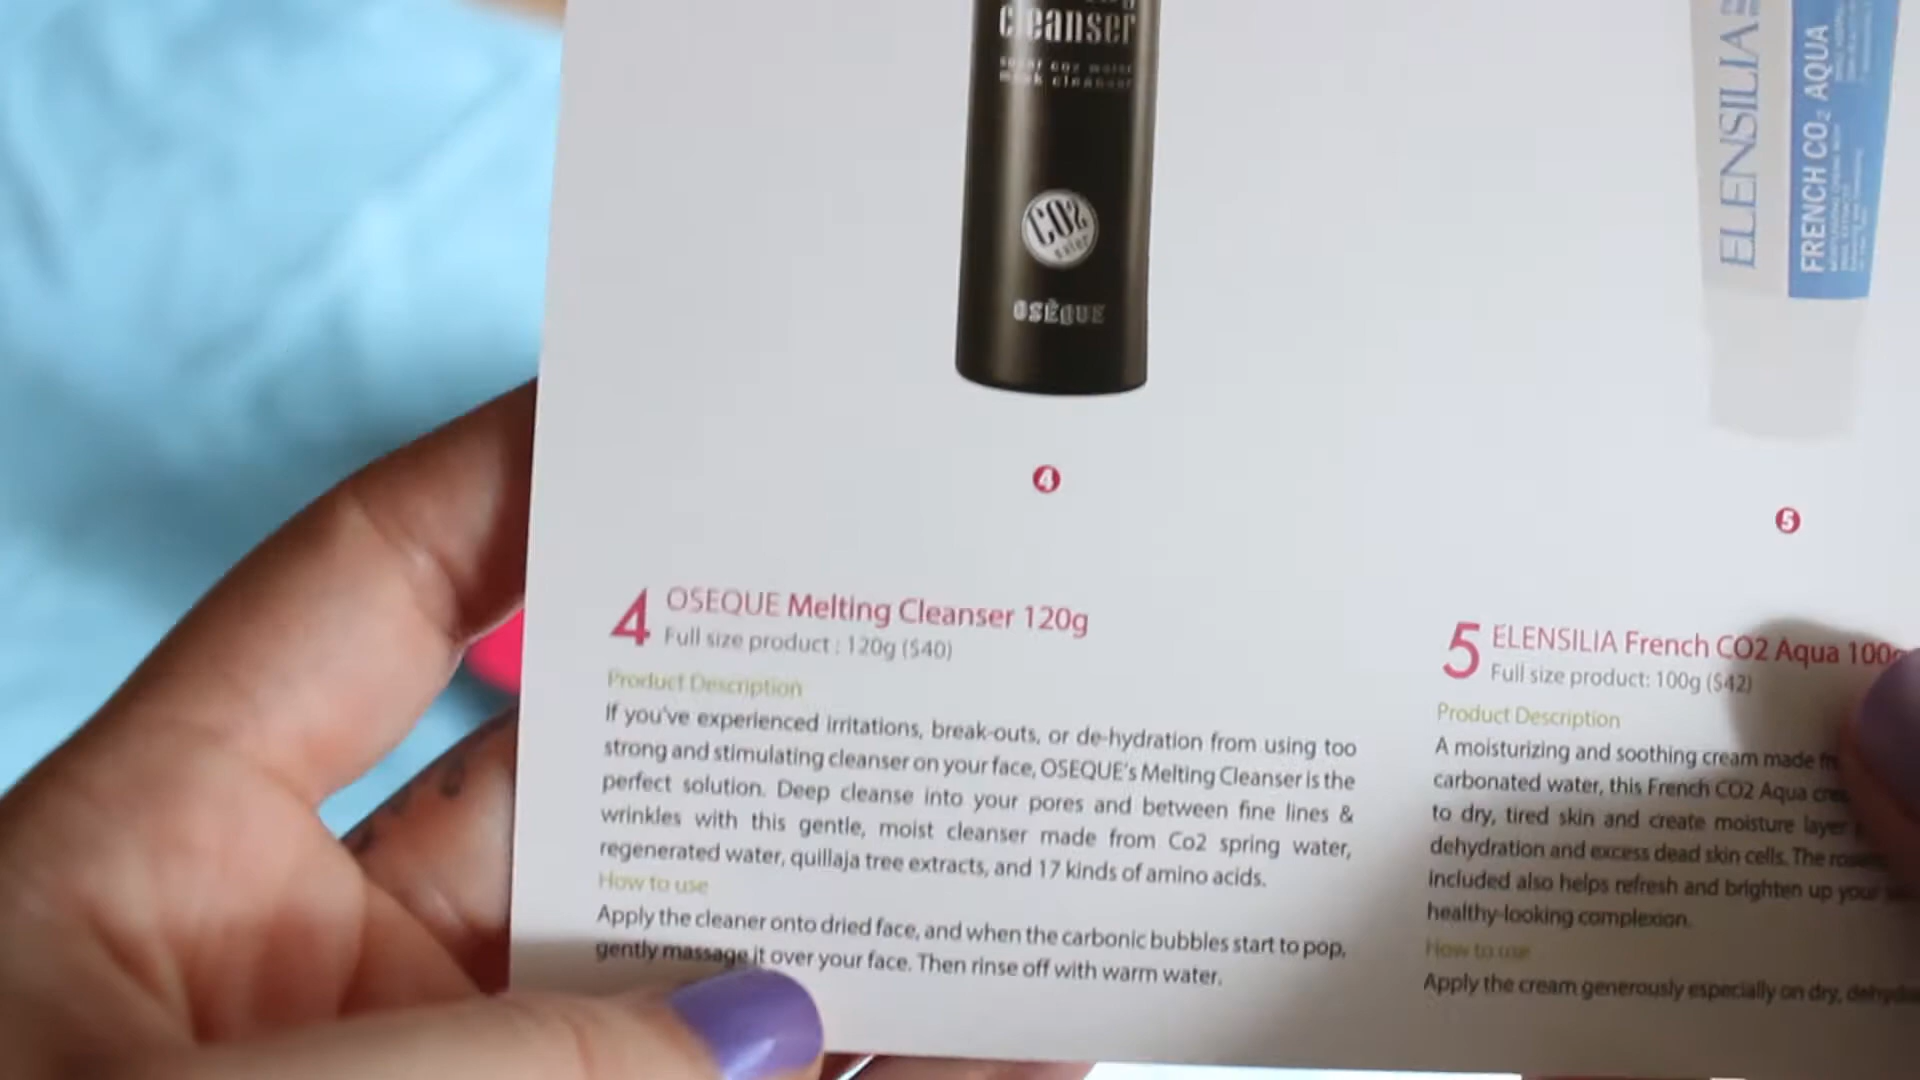 cleanser
CO2
water
OSÈQUE
ELENSILIA
FRENCH CO₂ AQUA
4
5
4 OSEQUE Melting Cleanser 120g
Full size product : 120g ($40)
Product Description
If you've experienced irritations, break-outs, or de-hydration from using too
strong and stimulating cleanser on your face, OSEQUE's Melting Cleanser is the
perfect solution. Deep cleanse into your pores and between fine lines &
wrinkles with this gentle, moist cleanser made from Co2 spring water,
regenerated water, quillaja tree extracts, and 17 kinds of amino acids.
How to use
Apply the cleaner onto dried face, and when the carbonic bubbles start to pop,
gently massage it over your face. Then rinse off with warm water.
5 ELENSILIA French CO2 Aqua 100g
Full size product: 100g ($42)
Product Description
A moisturizing and soothing cream made
carbonated water, this French CO2 Aqua
to dry, tired skin and create moisture layer
dehydration and excess dead skin cells. The
included also helps refresh and brighten up your
healthy-looking complexion.
How to use
Apply the cream generously especially on dry,